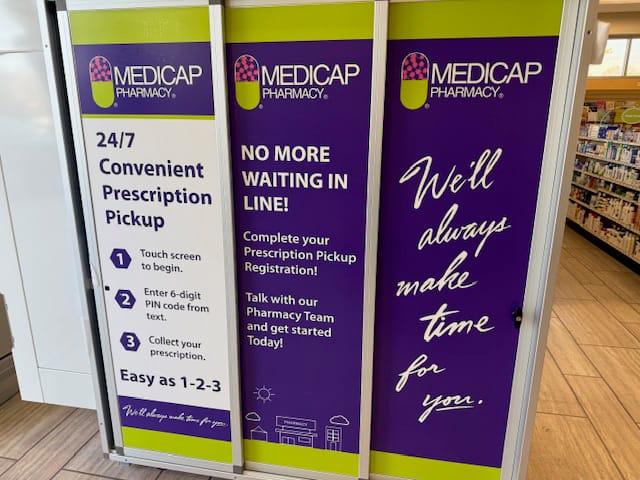 MEDICAP
PHARMACY®
24/7
Convenient
Prescription
Pickup
1 Touch screen
to begin.
2 Enter 6-digit
PIN code from
text.
3 Collect your
prescription.
Easy as 1-2-3
We'll always make time for you.
MEDICAP
PHARMACY®
NO MORE
WAITING IN
LINE!
Complete your
Prescription Pickup
Registration!
Talk with our
Pharmacy Team
and get started
Today!
PHARMACY
MEDICAP
PHARMACY®
We'll
always
make
time
for
you.